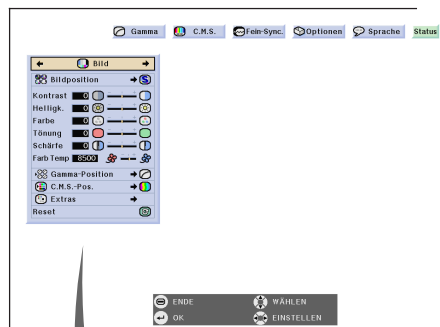 Gamma C.M.S. Fein-Sync. Optionen Sprache Status
Bild
Bildposition S
Kontrast 0
Helligk. 0
Farbe 0
Tönung 0
Schärfe 0
Farb Temp 8500
Gamma-Position
C.M.S.-Pos.
Extras
Reset
ENDE WÄHLEN
OK EINSTELLEN